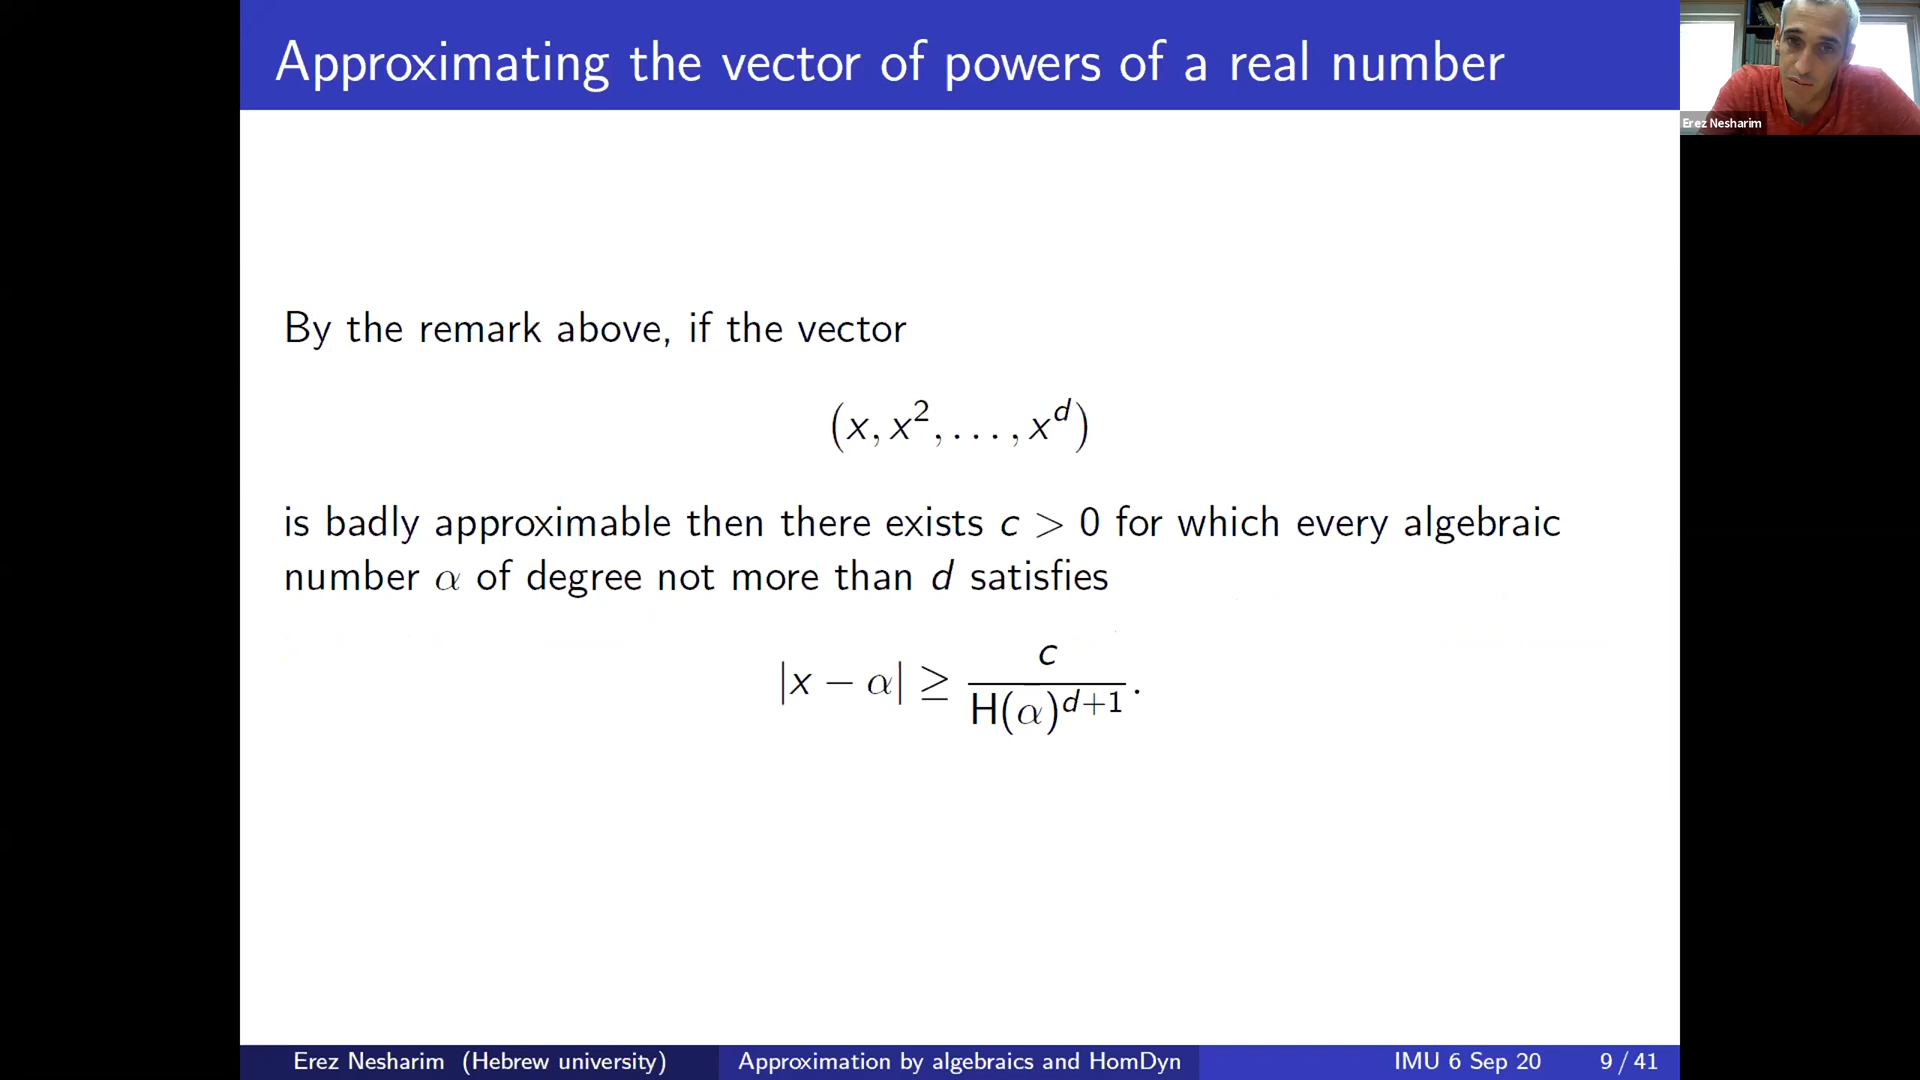 Approximating the vector of powers of a real number
Erez Nesharim
By the remark above, if the vector
(x, x², . . . , xᵈ)
is badly approximable then there exists c > 0 for which every algebraic
number α of degree not more than d satisfies
|x − α| ≥ c / H(α)ᵈ⁺¹.
Erez Nesharim (Hebrew university) Approximation by algebraics and HomDyn IMU 6 Sep 20 9 / 41